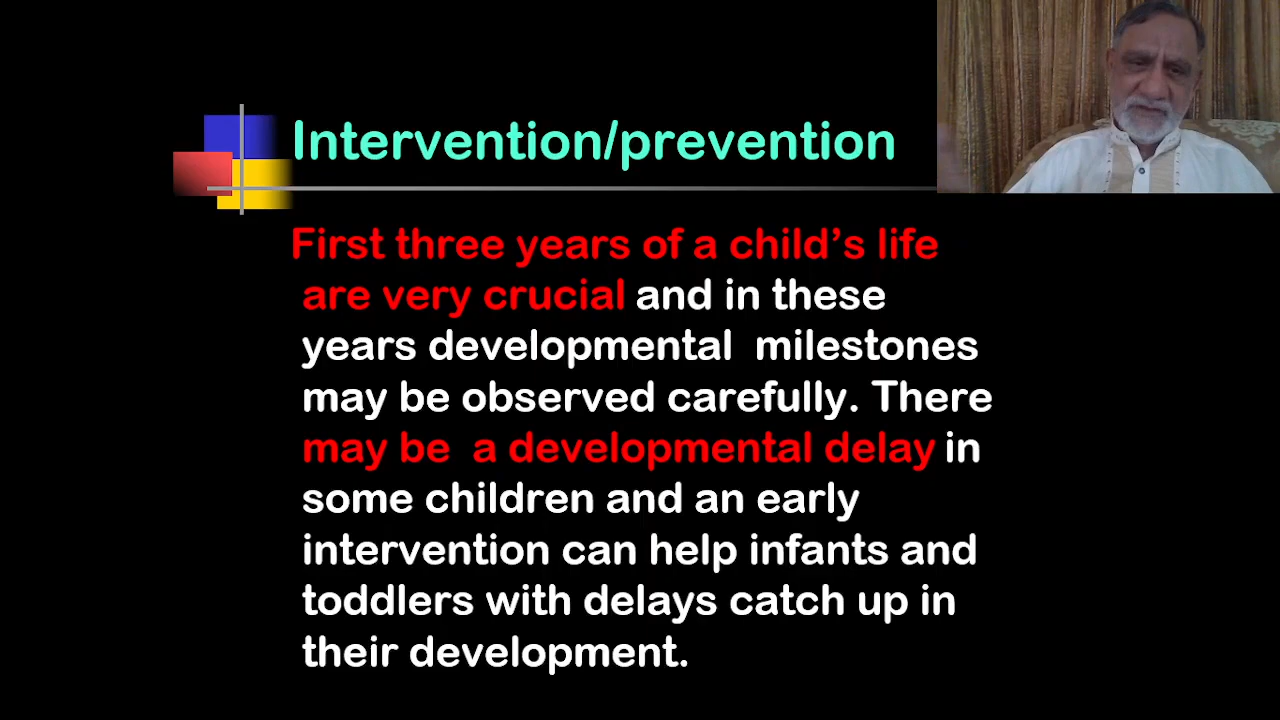 Intervention/prevention
First three years of a child’s life
are very crucial and in these
years developmental  milestones
may be observed carefully. There
may be  a developmental delay in
some children and an early
intervention can help infants and
toddlers with delays catch up in
their development.